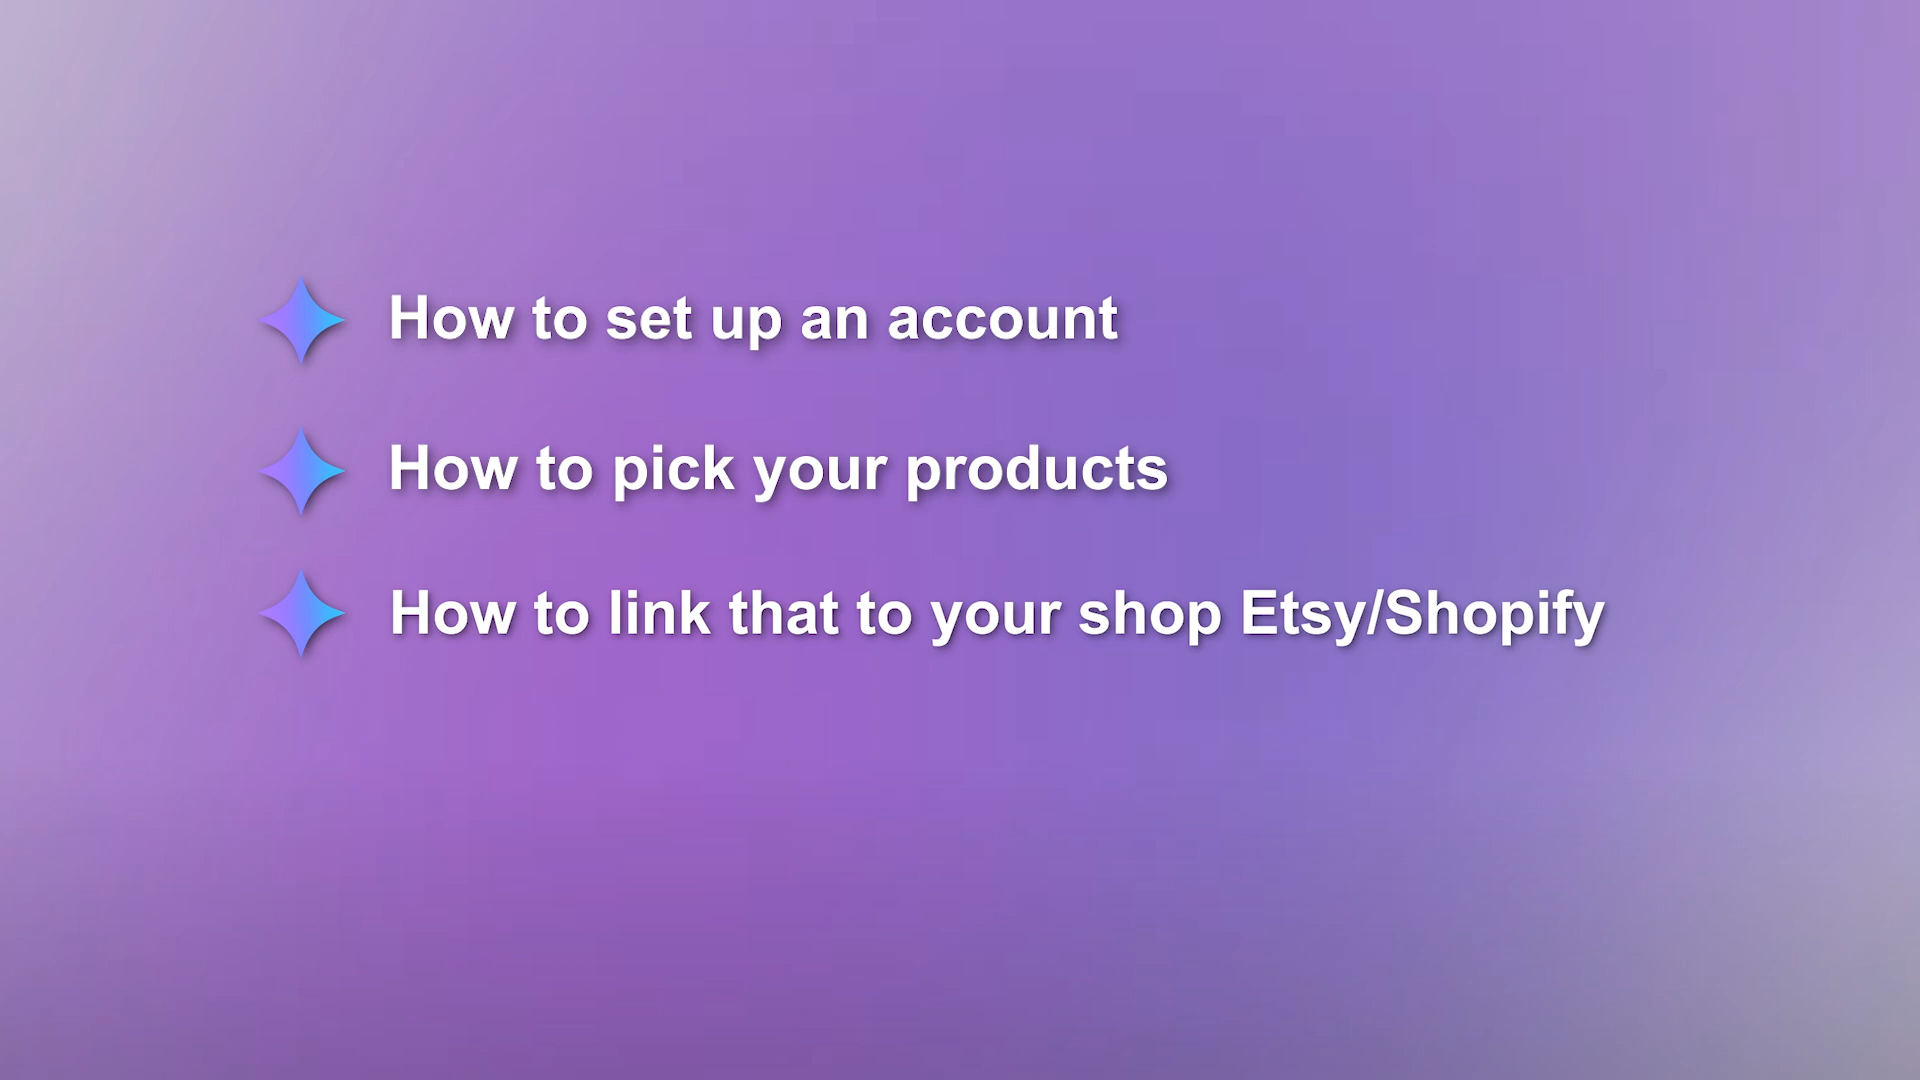 How to set up an account
How to pick your products
How to link that to your shop Etsy/Shopify